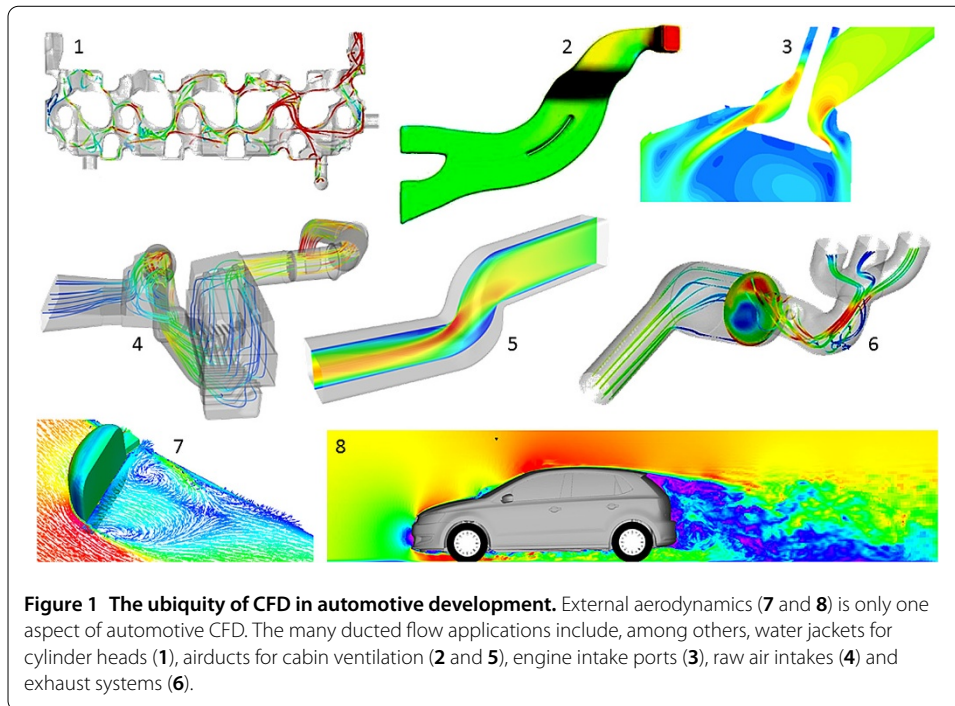 1
2
3
4
5
6
7
8
Figure 1 The ubiquity of CFD in automotive development. External aerodynamics (7 and 8) is only one
aspect of automotive CFD. The many ducted flow applications include, among others, water jackets for
cylinder heads (1), airducts for cabin ventilation (2 and 5), engine intake ports (3), raw air intakes (4) and
exhaust systems (6).